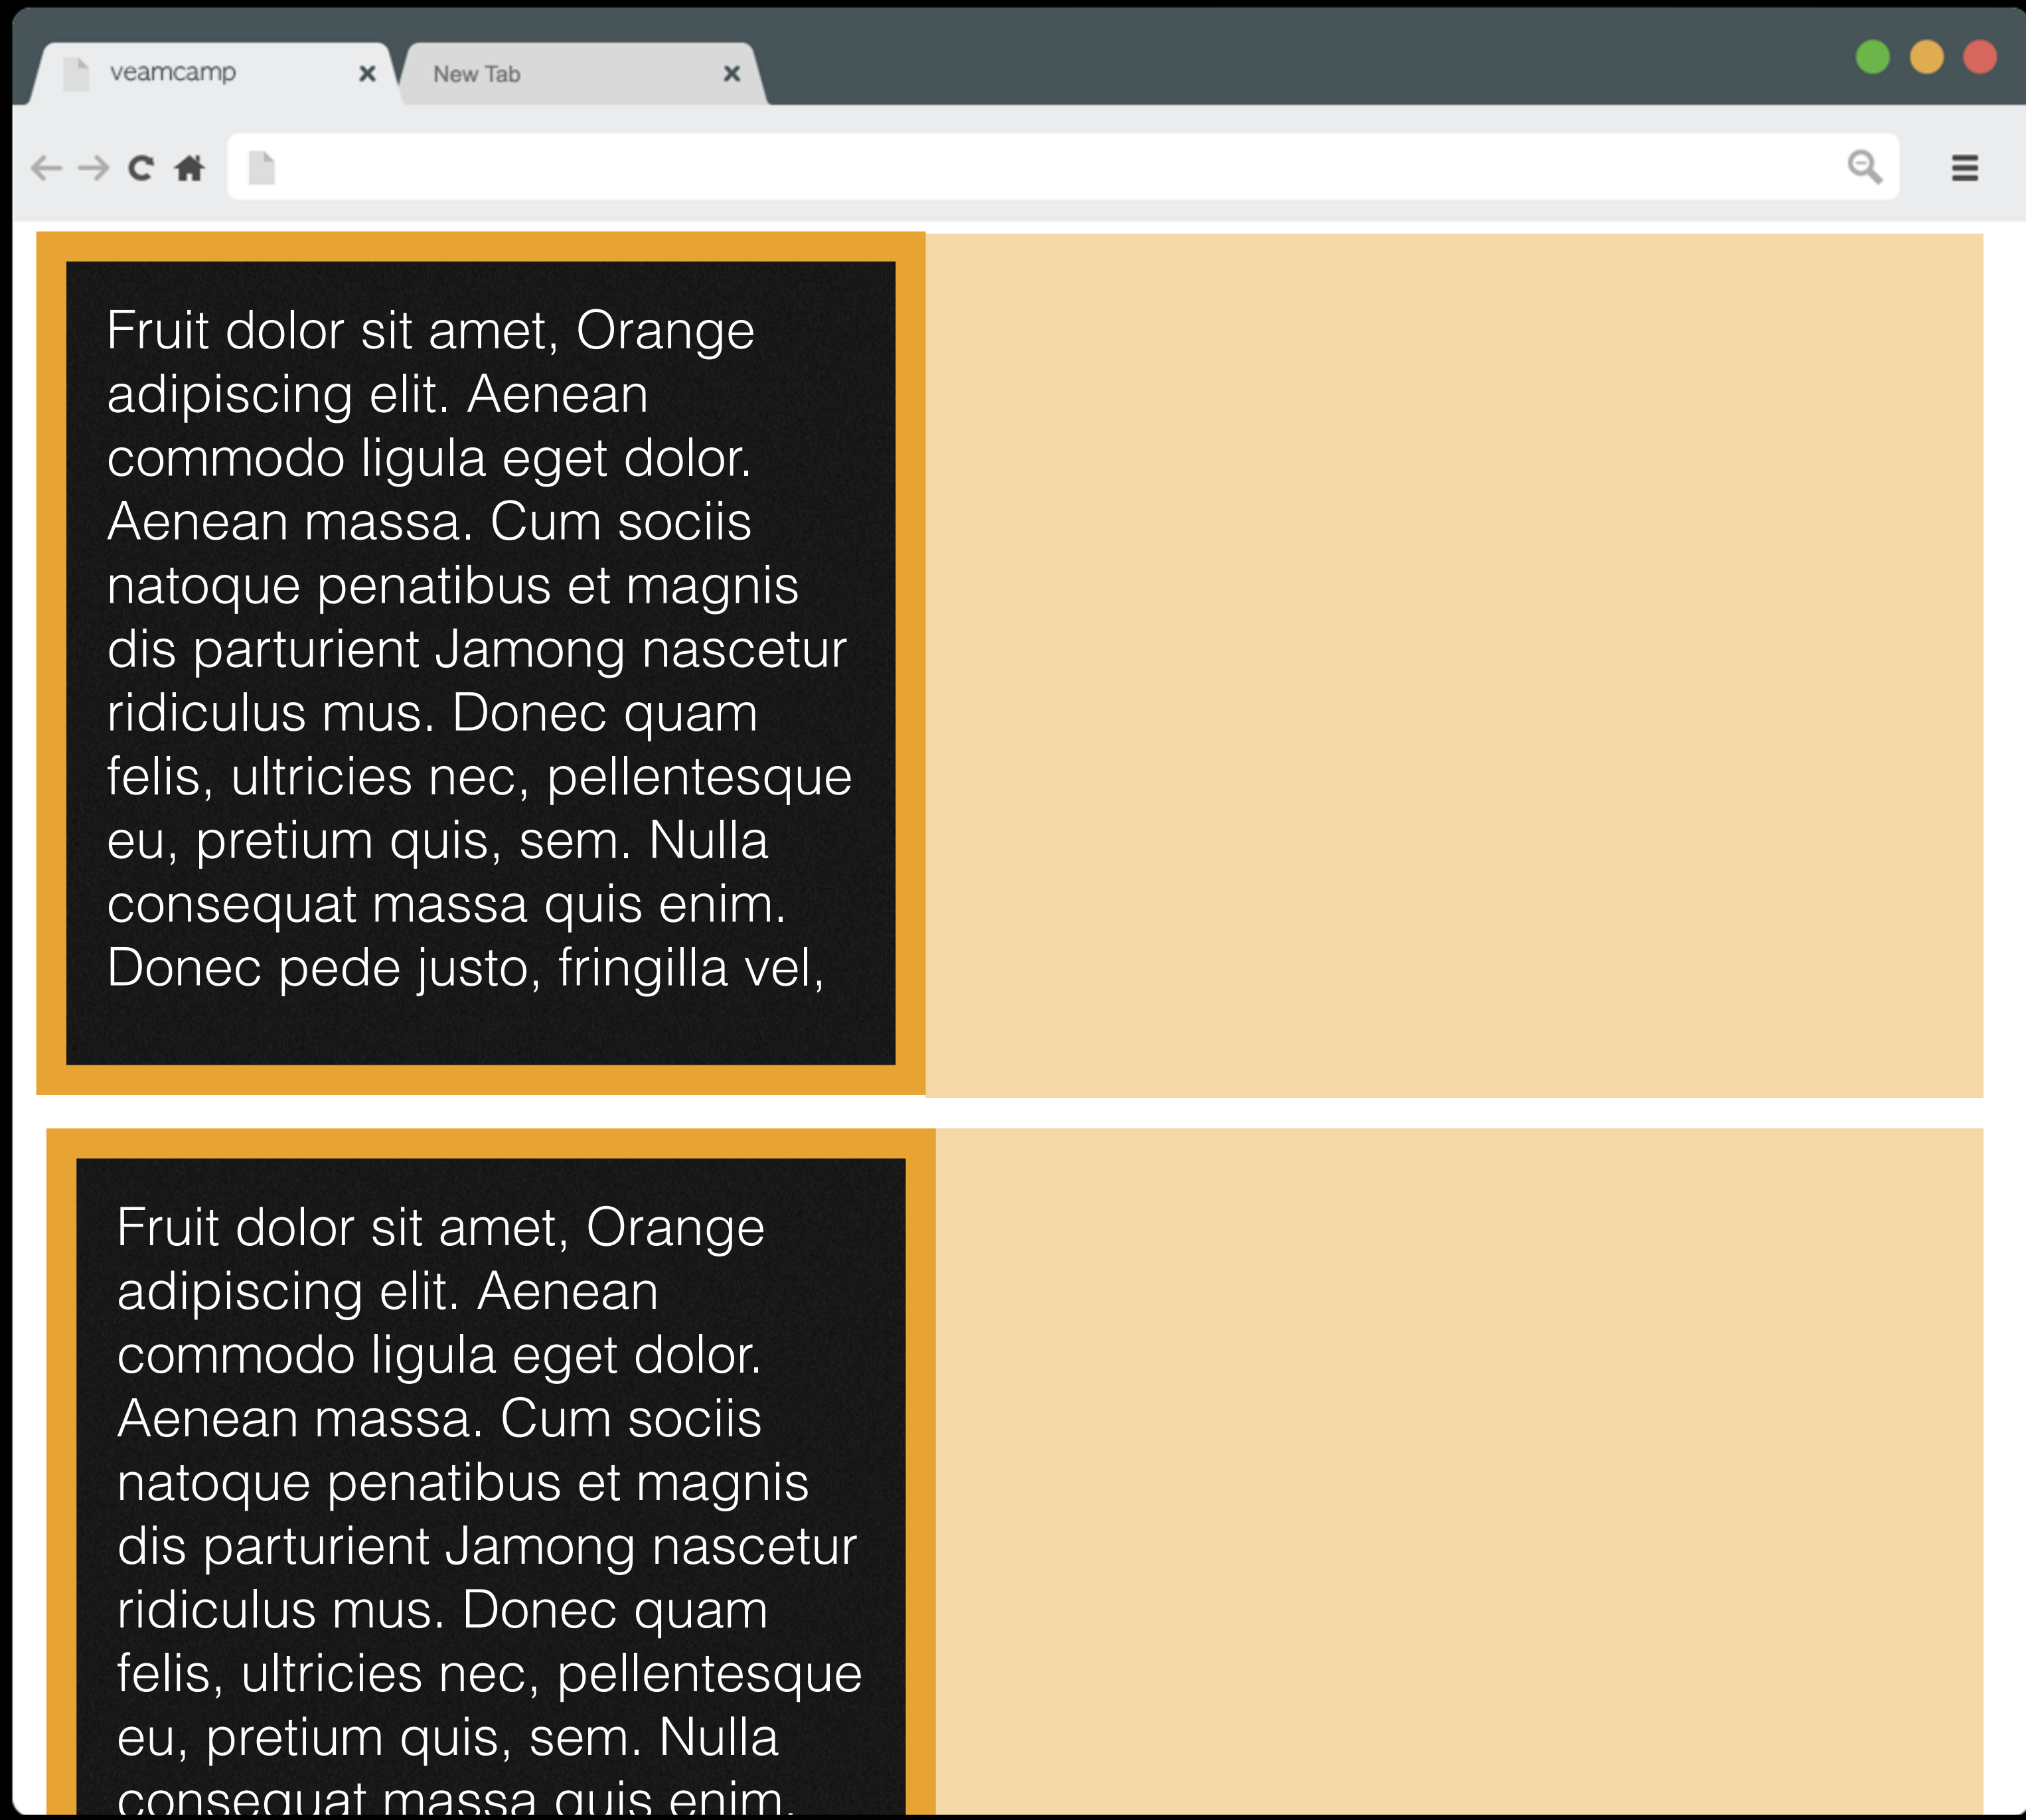 veamcamp
New Tab
Fruit dolor sit amet, Orange
adipiscing elit. Aenean
commodo ligula eget dolor.
Aenean massa. Cum sociis
natoque penatibus et magnis
dis parturient Jamong nascetur
ridiculus mus. Donec quam
felis, ultricies nec, pellentesque
eu, pretium quis, sem. Nulla
consequat massa quis enim.
Donec pede justo, fringilla vel,
Fruit dolor sit amet, Orange
adipiscing elit. Aenean
commodo ligula eget dolor.
Aenean massa. Cum sociis
natoque penatibus et magnis
dis parturient Jamong nascetur
ridiculus mus. Donec quam
felis, ultricies nec, pellentesque
eu, pretium quis, sem. Nulla
consequat massa quis enim.